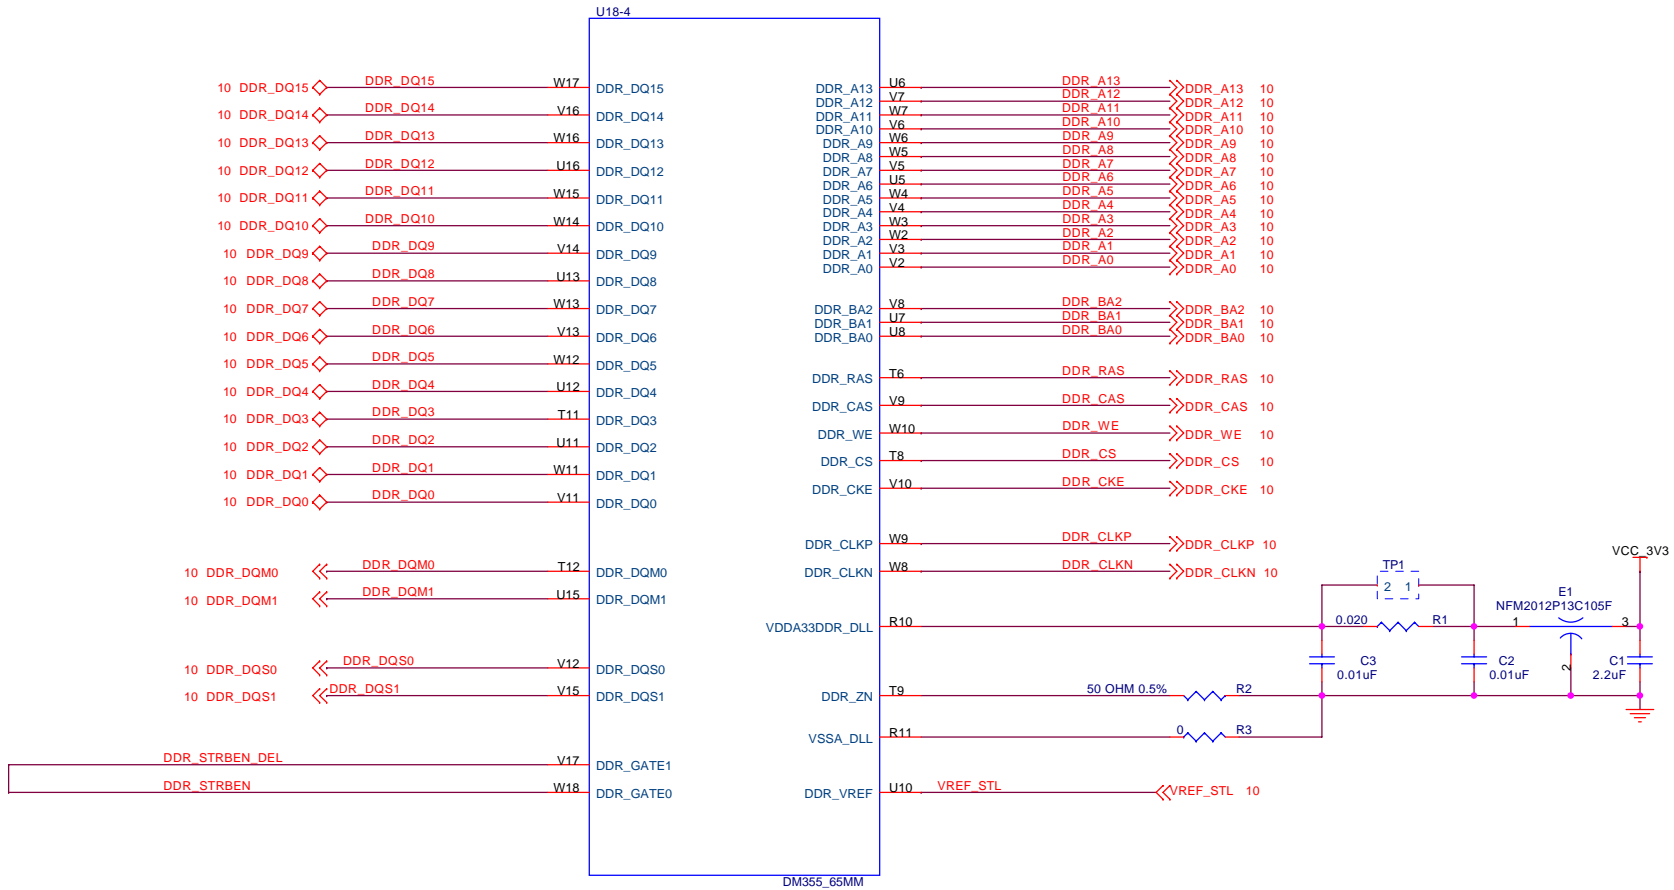 U18-4
10 DDR_DQ15 DDR_DQ15 W17 DDR_DQ15
10 DDR_DQ14 DDR_DQ14 V16 DDR_DQ14
10 DDR_DQ13 DDR_DQ13 W16 DDR_DQ13
10 DDR_DQ12 DDR_DQ12 U16 DDR_DQ12
10 DDR_DQ11 DDR_DQ11 W15 DDR_DQ11
10 DDR_DQ10 DDR_DQ10 W14 DDR_DQ10
10 DDR_DQ9 DDR_DQ9 V14 DDR_DQ9
10 DDR_DQ8 DDR_DQ8 U13 DDR_DQ8
10 DDR_DQ7 DDR_DQ7 W13 DDR_DQ7
10 DDR_DQ6 DDR_DQ6 V13 DDR_DQ6
10 DDR_DQ5 DDR_DQ5 W12 DDR_DQ5
10 DDR_DQ4 DDR_DQ4 U12 DDR_DQ4
10 DDR_DQ3 DDR_DQ3 T11 DDR_DQ3
10 DDR_DQ2 DDR_DQ2 U11 DDR_DQ2
10 DDR_DQ1 DDR_DQ1 W11 DDR_DQ1
10 DDR_DQ0 DDR_DQ0 V11 DDR_DQ0
10 DDR_DQM0 DDR_DQM0 T12 DDR_DQM0
10 DDR_DQM1 DDR_DQM1 U15 DDR_DQM1
10 DDR_DQS0 DDR_DQS0 V12 DDR_DQS0
10 DDR_DQS1 DDR_DQS1 V15 DDR_DQS1
DDR_STRBEN_DEL V17 DDR_GATE1
DDR_STRBEN W18 DDR_GATE0
DDR_A13 U6 DDR_A13 DDR_A13 10
DDR_A12 V7 DDR_A12 DDR_A12 10
DDR_A11 W7 DDR_A11 DDR_A11 10
DDR_A10 V6 DDR_A10 DDR_A10 10
DDR_A9 W6 DDR_A9 DDR_A9 10
DDR_A8 W5 DDR_A8 DDR_A8 10
DDR_A7 V5 DDR_A7 DDR_A7 10
DDR_A6 U5 DDR_A6 DDR_A6 10
DDR_A5 W4 DDR_A5 DDR_A5 10
DDR_A4 V4 DDR_A4 DDR_A4 10
DDR_A3 W3 DDR_A3 DDR_A3 10
DDR_A2 W2 DDR_A2 DDR_A2 10
DDR_A1 V3 DDR_A1 DDR_A1 10
DDR_A0 V2 DDR_A0 DDR_A0 10
DDR_BA2 V8 DDR_BA2 DDR_BA2 10
DDR_BA1 U7 DDR_BA1 DDR_BA1 10
DDR_BA0 U8 DDR_BA0 DDR_BA0 10
DDR_RAS T6 DDR_RAS DDR_RAS 10
DDR_CAS V9 DDR_CAS DDR_CAS 10
DDR_WE W10 DDR_WE DDR_WE 10
DDR_CS T8 DDR_CS DDR_CS 10
DDR_CKE V10 DDR_CKE DDR_CKE 10
DDR_CLKP W9 DDR_CLKP DDR_CLKP 10
DDR_CLKN W8 DDR_CLKN DDR_CLKN 10
VDDA33DDR_DLL R10
DDR_ZN T9 50 OHM 0.5% R2
VSSA_DLL R11 0 R3
DDR_VREF U10 VREF_STL VREF_STL 10
VCC_3V3
TP1
2 1
0.020 R1
E1
NFM2012P13C105F
1 3
2
C3
0.01uF
C2
0.01uF
C1
2.2uF
DM355_65MM